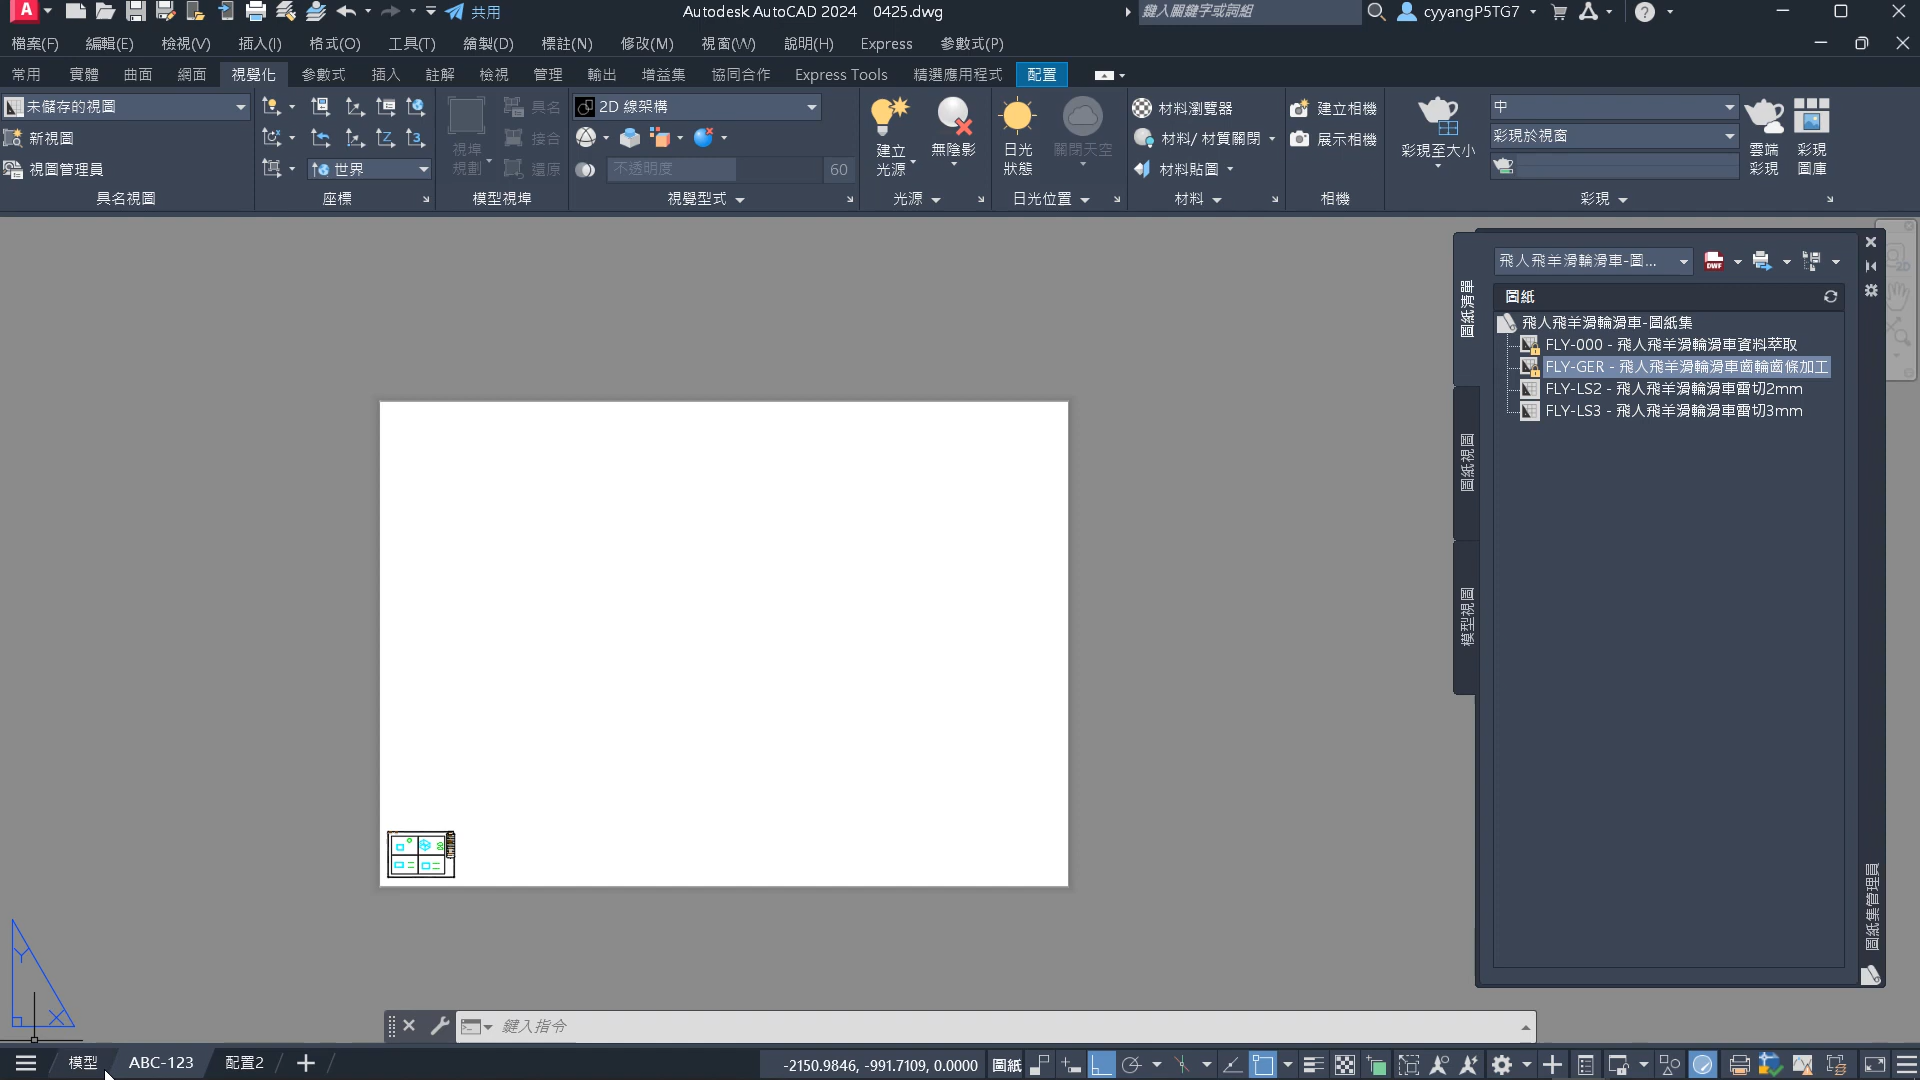 A 共用 Autodesk AutoCAD 2024 0425.dwg 鍵入關鍵字或詞組 cyyangP5TG7
檔案(F) 編輯(E) 檢視(V) 插入(I) 格式(O) 工具(T) 繪製(D) 標註(N) 修改(M) 視窗(W) 說明(H) Express 參數式(P)
常用 實體 曲面 網面 視覺化 參數式 插入 註解 檢視 管理 輸出 增益集 協同合作 Express Tools 精選應用程式 配置
未儲存的視圖
新視圖
視圖管理員
具名視圖
世界
座標
視埠
規劃
具名
接合
還原
模型視埠
2D 線架構
不透明度 60
視覺型式
建立
光源
無陰影
光源
日光
狀態
關閉天空
日光位置
材料瀏覽器
材料/ 材質關閉
材料貼圖
材料
建立相機
展示相機
相機
彩現至大小
中
彩現於視窗
雲端
彩現
彩現
圖庫
彩現
飛人飛羊滑輪滑車-圖...
DWF
圖紙
飛人飛羊滑輪滑車-圖紙集
FLY-000 - 飛人飛羊滑輪滑車資料萃取
FLY-GER - 飛人飛羊滑輪滑車齒輪齒條加工
FLY-LS2 - 飛人飛羊滑輪滑車雷切2mm
FLY-LS3 - 飛人飛羊滑輪滑車雷切3mm
圖紙清單
圖紙視圖
模型視圖
圖紙集管理員
2D
Y
X
鍵入指令
模型 ABC-123 配置2 -2150.9846, -991.7109, 0.0000 圖紙